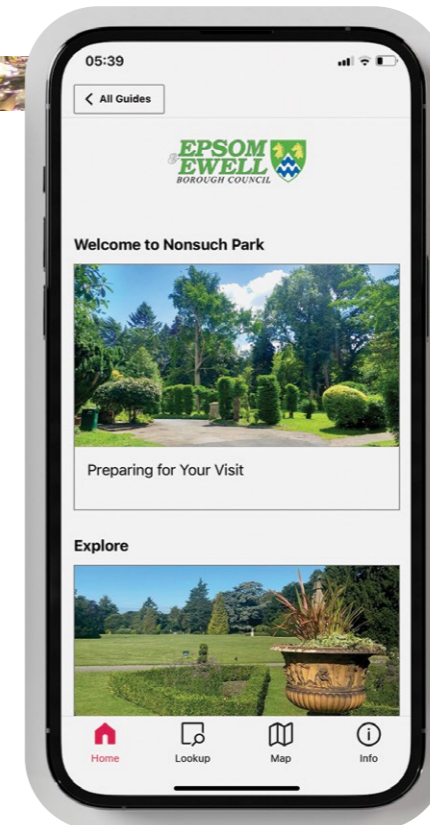 05:39
All Guides
EPSOM
& EWELL
BOROUGH COUNCIL
Welcome to Nonsuch Park
Preparing for Your Visit
Explore
Home
Lookup
Map
Info